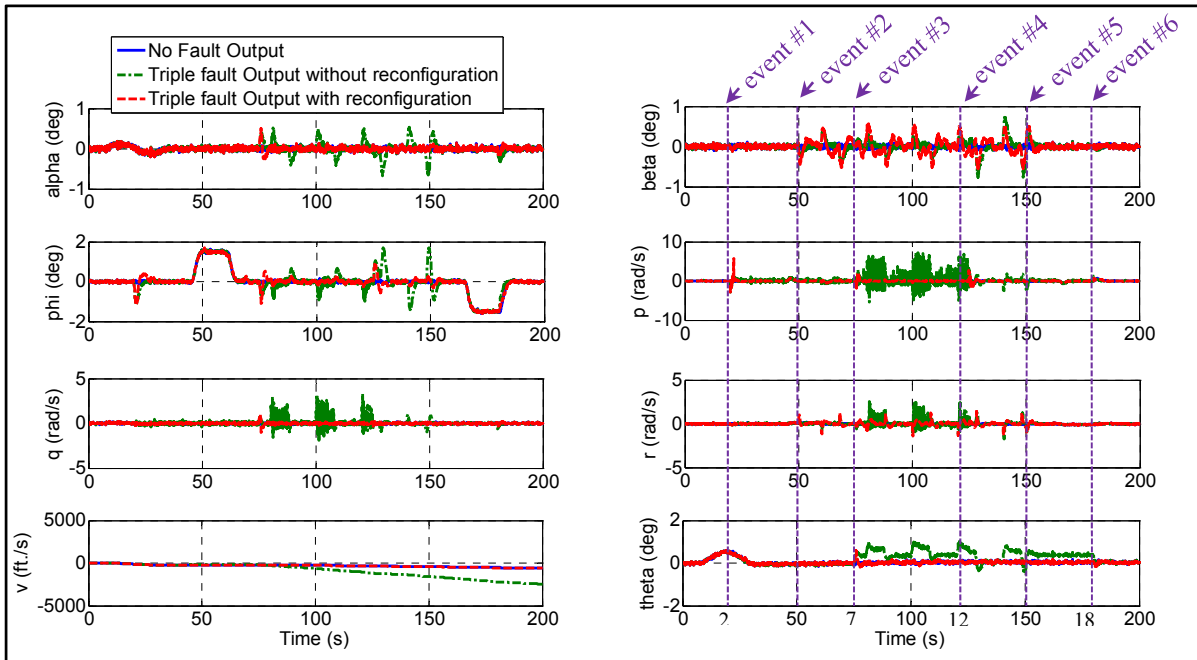 No Fault Output
Triple fault Output without reconfiguration
Triple fault Output with reconfiguration
event #1
event #2
event #3
event #4
event #5
event #6
alpha (deg)
1
0
-1
0 50 100 150 200
beta (deg)
1
0
-1
0 50 100 150 200
phi (deg)
2
0
-2
0 50 100 150 200
p (rad/s)
10
0
-10
0 50 100 150 200
q (rad/s)
5
0
-5
0 50 100 150 200
r (rad/s)
5
0
-5
0 50 100 150 200
v (ft./s)
5000
0
-5000
0 50 100 150 200
Time (s)
theta (deg)
2
0
-2
0 2 50 7 100 12 150 18 200
Time (s)